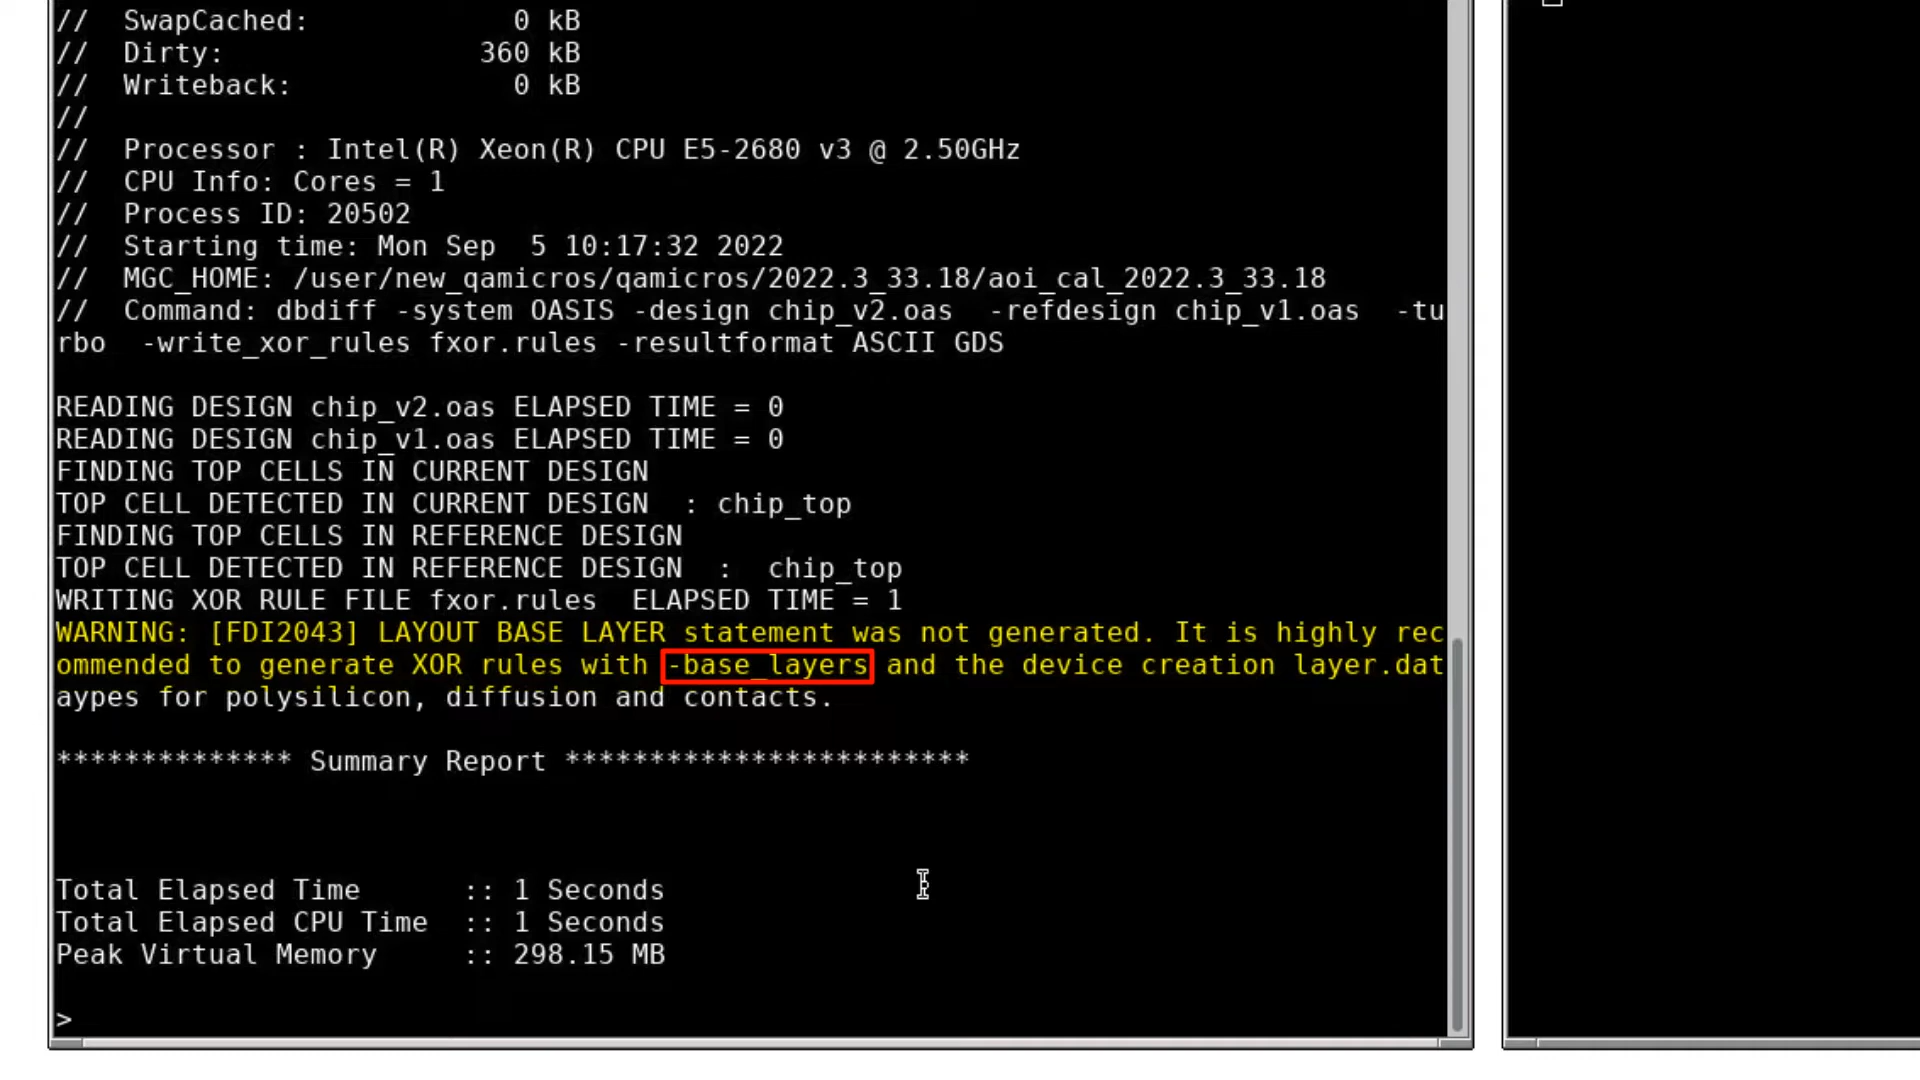 // SwapCached: 0 kB
// Dirty: 360 kB
// Writeback: 0 kB
//
// Processor : Intel(R) Xeon(R) CPU E5-2680 v3 @ 2.50GHz
// CPU Info: Cores = 1
// Process ID: 20502
// Starting time: Mon Sep  5 10:17:32 2022
// MGC_HOME: /user/new_qamicros/qamicros/2022.3_33.18/aoi_cal_2022.3_33.18
// Command: dbdiff -system OASIS -design chip_v2.oas  -refdesign chip_v1.oas  -tu
rbo  -write_xor_rules fxor.rules -resultformat ASCII GDS
READING DESIGN chip_v2.oas ELAPSED TIME = 0
READING DESIGN chip_v1.oas ELAPSED TIME = 0
FINDING TOP CELLS IN CURRENT DESIGN
TOP CELL DETECTED IN CURRENT DESIGN  : chip_top
FINDING TOP CELLS IN REFERENCE DESIGN
TOP CELL DETECTED IN REFERENCE DESIGN  :  chip_top
WRITING XOR RULE FILE fxor.rules  ELAPSED TIME = 1
WARNING: [FDI2043] LAYOUT BASE LAYER statement was not generated. It is highly rec
ommended to generate XOR rules with -base_layers and the device creation layer.dat
aypes for polysilicon, diffusion and contacts.
************** Summary Report ************************
Total Elapsed Time      :: 1 Seconds
Total Elapsed CPU Time  :: 1 Seconds
Peak Virtual Memory     :: 298.15 MB
>